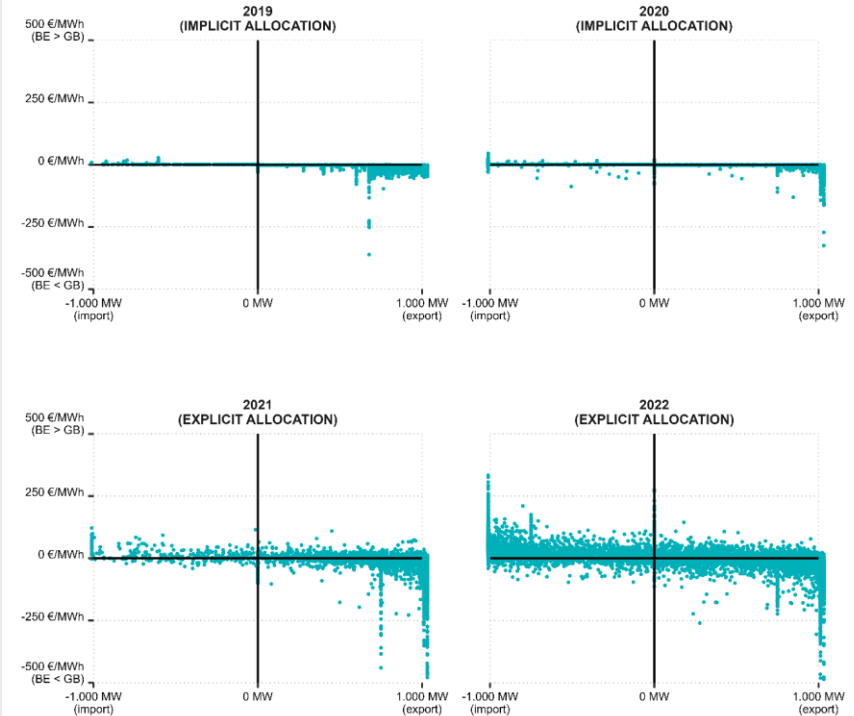 2019
(IMPLICIT ALLOCATION)
500 €/MWh
(BE > GB)
250 €/MWh
0 €/MWh
-250 €/MWh
-500 €/MWh
(BE < GB)
-1.000 MW
(import)
0 MW
1.000 MW
(export)
2020
(IMPLICIT ALLOCATION)
-1.000 MW
(import)
0 MW
1.000 MW
(export)
2021
(EXPLICIT ALLOCATION)
500 €/MWh
(BE > GB)
250 €/MWh
0 €/MWh
-250 €/MWh
-500 €/MWh
(BE < GB)
-1.000 MW
(import)
0 MW
1.000 MW
(export)
2022
(EXPLICIT ALLOCATION)
-1.000 MW
(import)
0 MW
1.000 MW
(export)